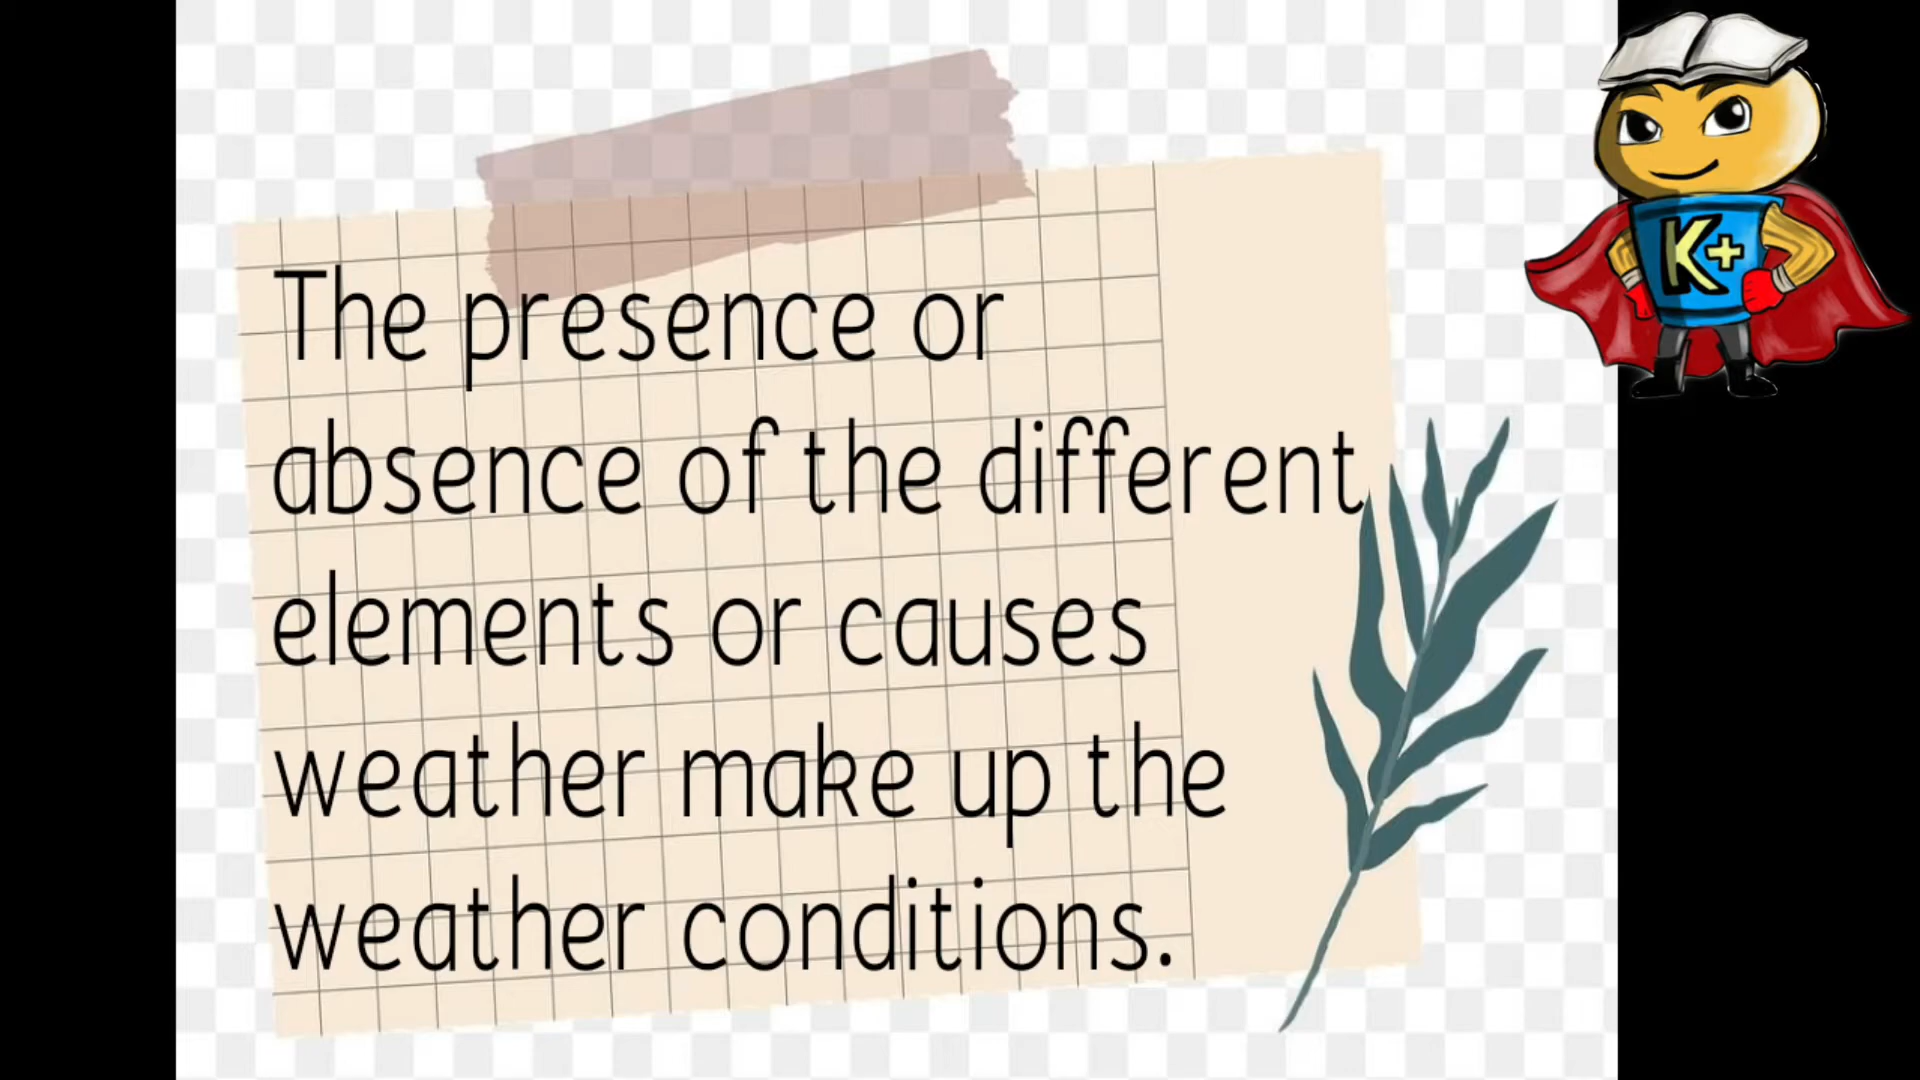 The presence or
absence of the different
elements or causes
weather make up the
weather conditions.
K+